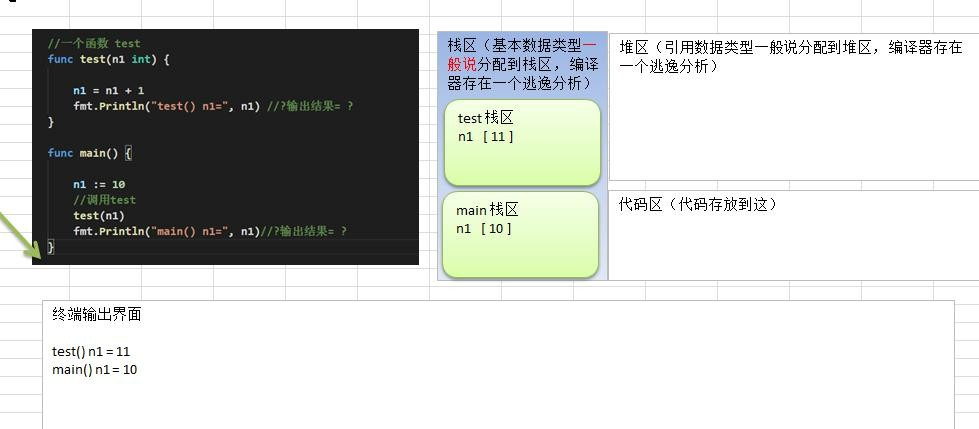 //一个函数 test
func test(n1 int) {
n1 = n1 + 1
fmt.Println("test() n1=", n1) //?输出结果= ?
}
func main() {
n1 := 10
//调用test
test(n1)
fmt.Println("main() n1=", n1)//?输出结果= ?
}
栈区（基本数据类型一
般说分配到栈区，编译
器存在一个逃逸分析）
test 栈区
n1 [ 11 ]
main 栈区
n1 [ 10 ]
堆区（引用数据类型一般说分配到堆区，编译器存在
一个逃逸分析）
代码区（代码存放到这）
终端输出界面
test() n1 = 11
main() n1 = 10